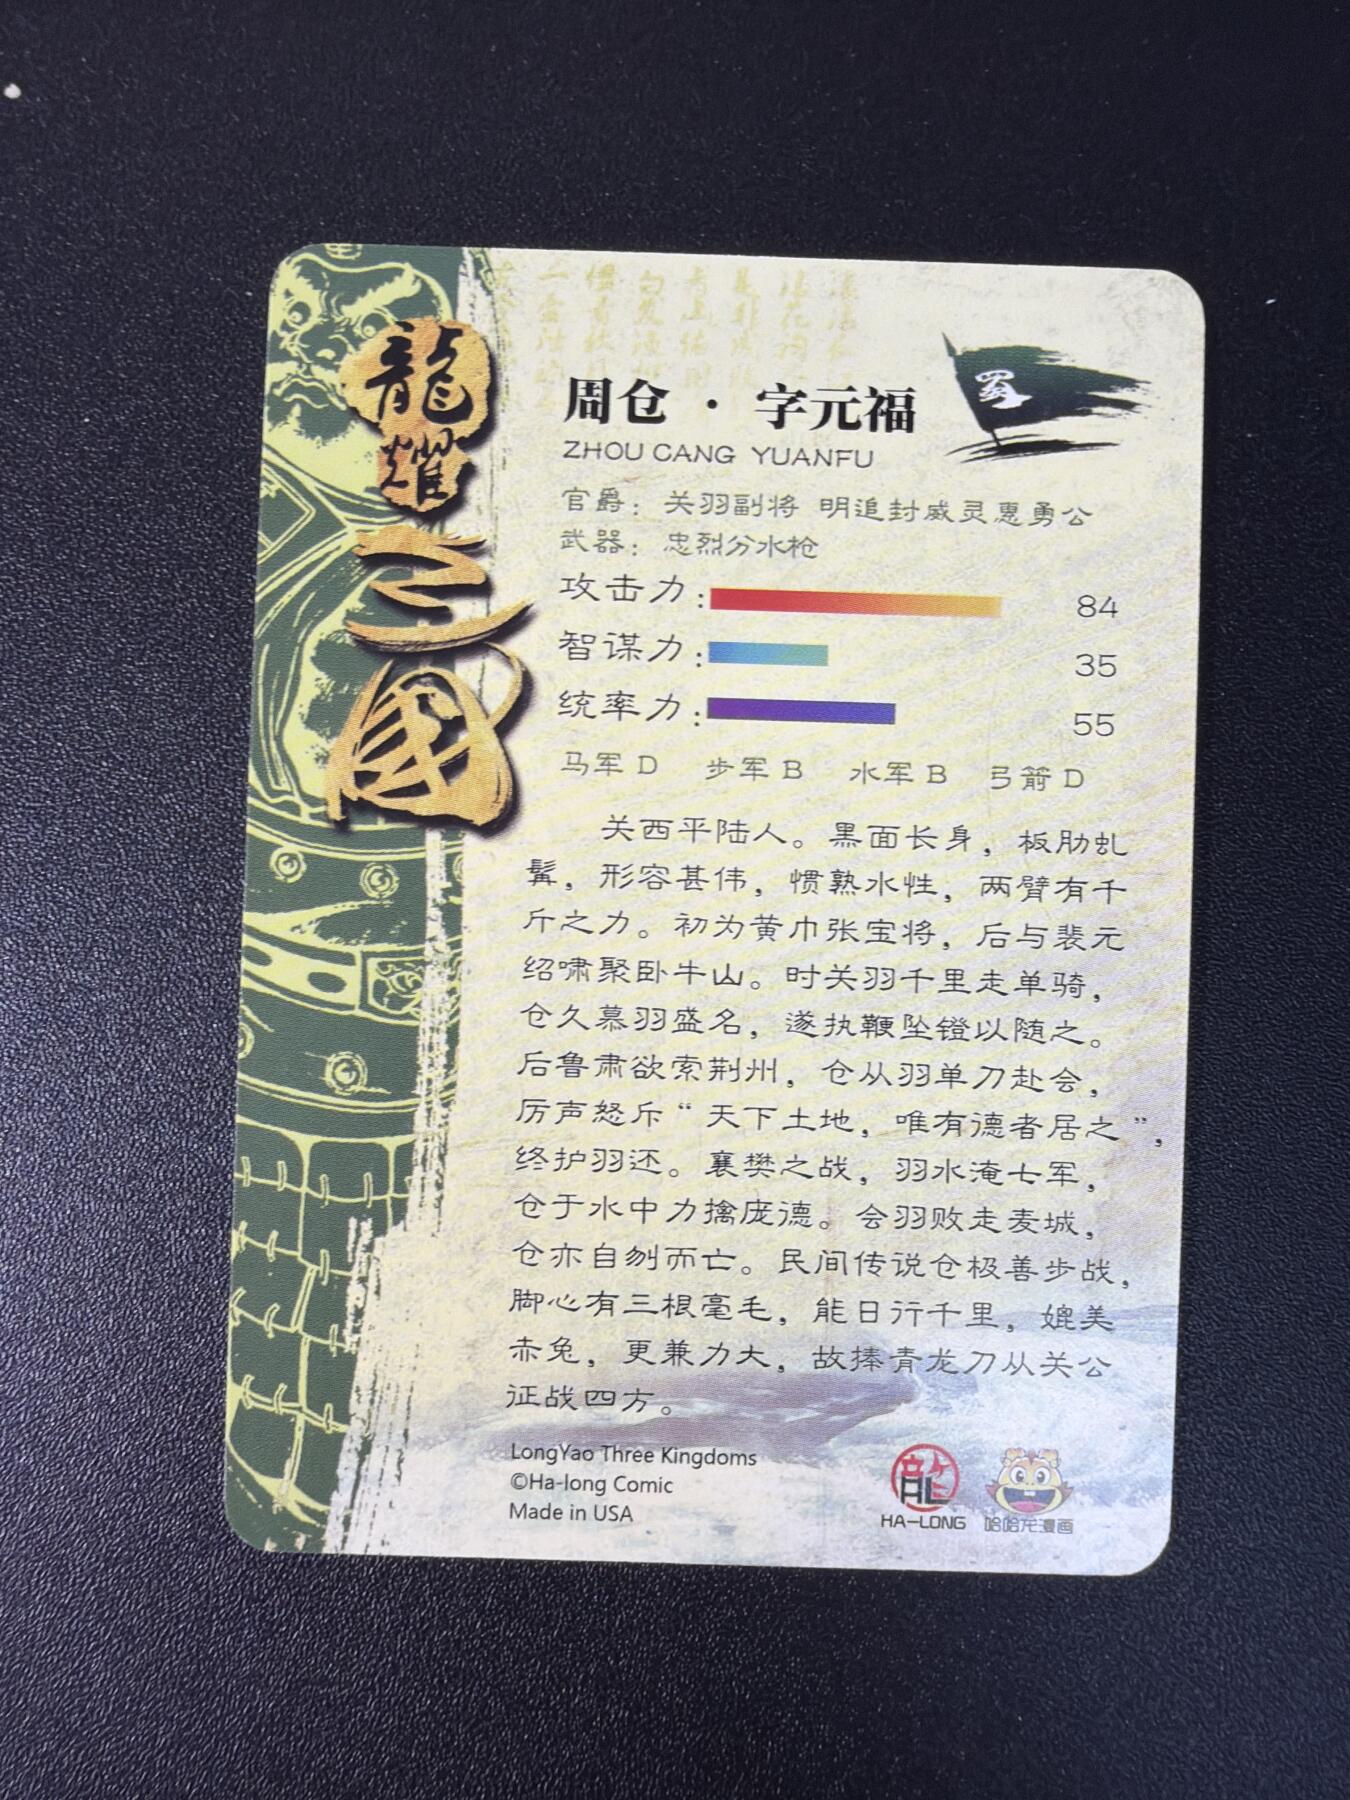 龍耀三國
蜀
周仓 · 字元福
ZHOU CANG YUANFU
官爵：关羽副将 明追封威灵惠勇公
武器：忠烈分水枪
攻击力: 84
智谋力: 35
统率力: 55
马军 D 步军 B 水军 B 弓箭 D
关西平陆人。黑面长身，板肋虬
髯，形容甚伟，惯熟水性，两臂有千
斤之力。初为黄巾张宝将，后与裴元
绍啸聚卧牛山。时关羽千里走单骑，
仓久慕羽盛名，遂执鞭坠镫以随之。
后鲁肃欲索荆州，仓从羽单刀赴会，
厉声怒斥“天下土地，唯有德者居之”，
终护羽还。襄樊之战，羽水淹七军，
仓于水中力擒庞德。会羽败走麦城，
仓亦自刎而亡。民间传说仓极善步战，
脚心有三根毫毛，能日行千里，媲美
赤兔，更兼力大，故捧青龙刀从关公
征战四方。
LongYao Three Kingdoms
©Ha-long Comic
Made in USA
HA-LONG 哈哈龙漫画